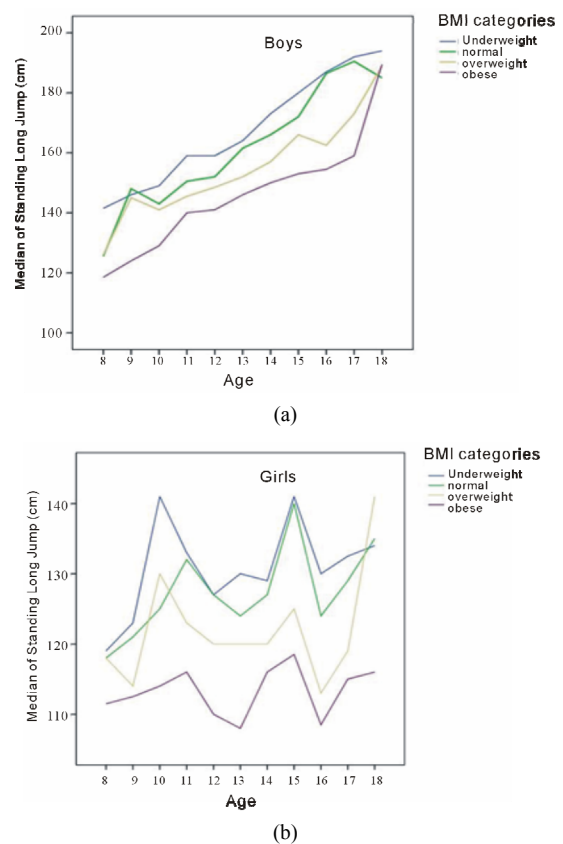 BMI categories
Underweight
normal
overweight
obese
Boys
Median of Standing Long Jump (cm)
200
180
160
140
120
100
8 9 10 11 12 13 14 15 16 17 18
Age
(a)
BMI categories
Underweight
normal
overweight
obese
Girls
Median of Standing Long Jump (cm)
140
130
120
110
8 9 10 11 12 13 14 15 16 17 18
Age
(b)